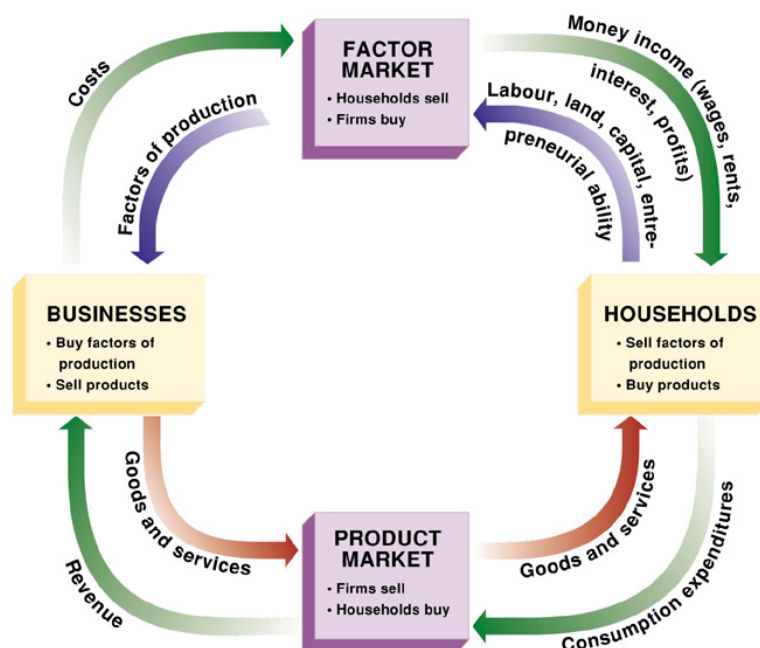 FACTOR
MARKET
• Households sell
• Firms buy
Costs
Factors of production
Money income (wages, rents,
interest, profits)
Labour, land, capital, entre-
preneurial ability
BUSINESSES
• Buy factors of
production
• Sell products
HOUSEHOLDS
• Sell factors of
production
• Buy products
Goods and services
Revenue
PRODUCT
MARKET
• Firms sell
• Households buy
Goods and services
Consumption expenditures